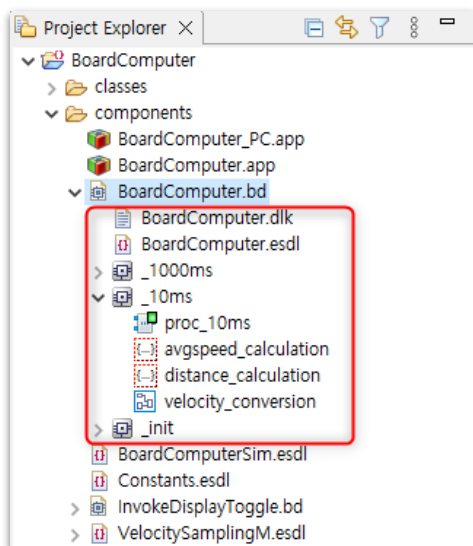 Project Explorer
BoardComputer
classes
components
BoardComputer_PC.app
BoardComputer.app
BoardComputer.bd
BoardComputer.dlk
BoardComputer.esdl
_1000ms
_10ms
proc_10ms
avgspeed_calculation
distance_calculation
velocity_conversion
_init
BoardComputerSim.esdl
Constants.esdl
InvokeDisplayToggle.bd
VelocitySamplingM.esdl